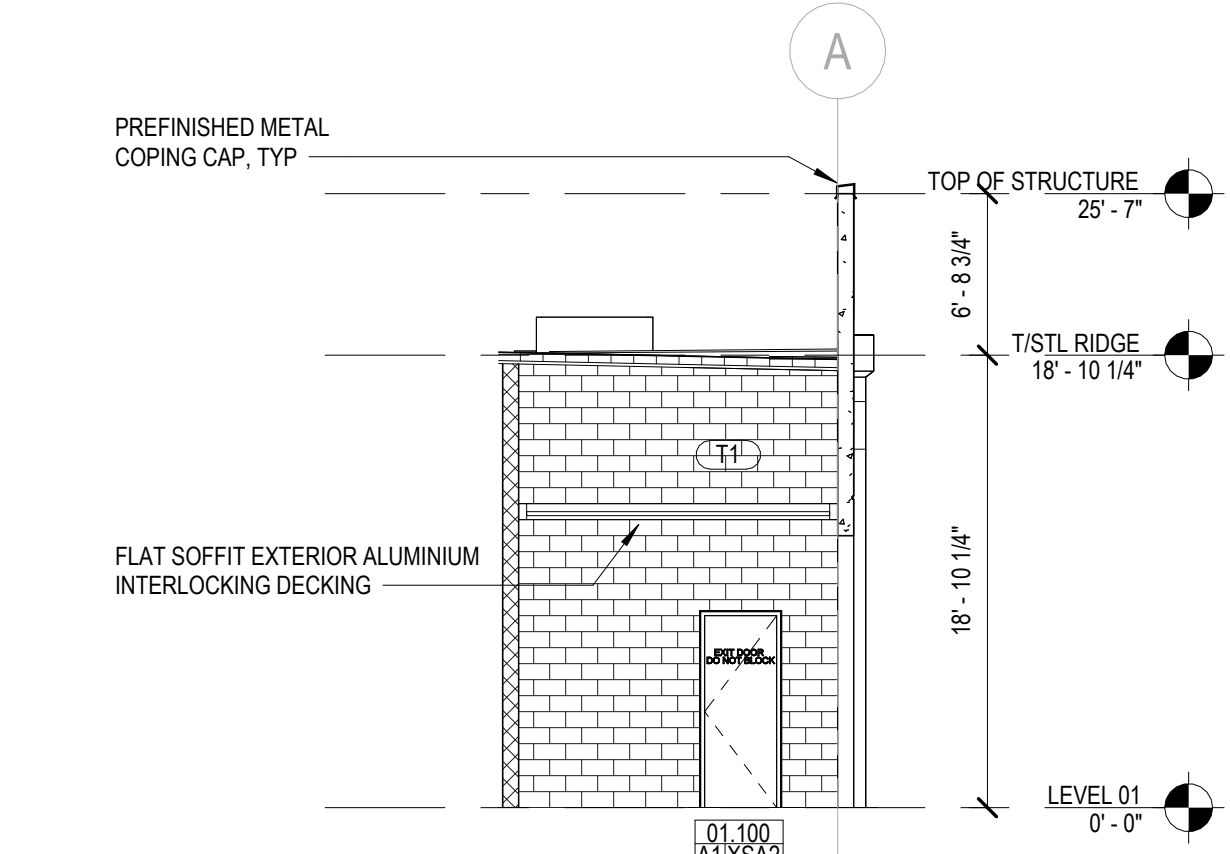 A
PREFINISHED METAL
COPING CAP, TYP
TOP OF STRUCTURE
25' - 7"
6' - 8 3/4"
T/STL RIDGE
18' - 10 1/4"
T1
FLAT SOFFIT EXTERIOR ALUMINIUM
INTERLOCKING DECKING
18' - 10 1/4"
EXIT DOOR
DO NOT BLOCK
LEVEL 01
0' - 0"
01.100
A1 XSA2